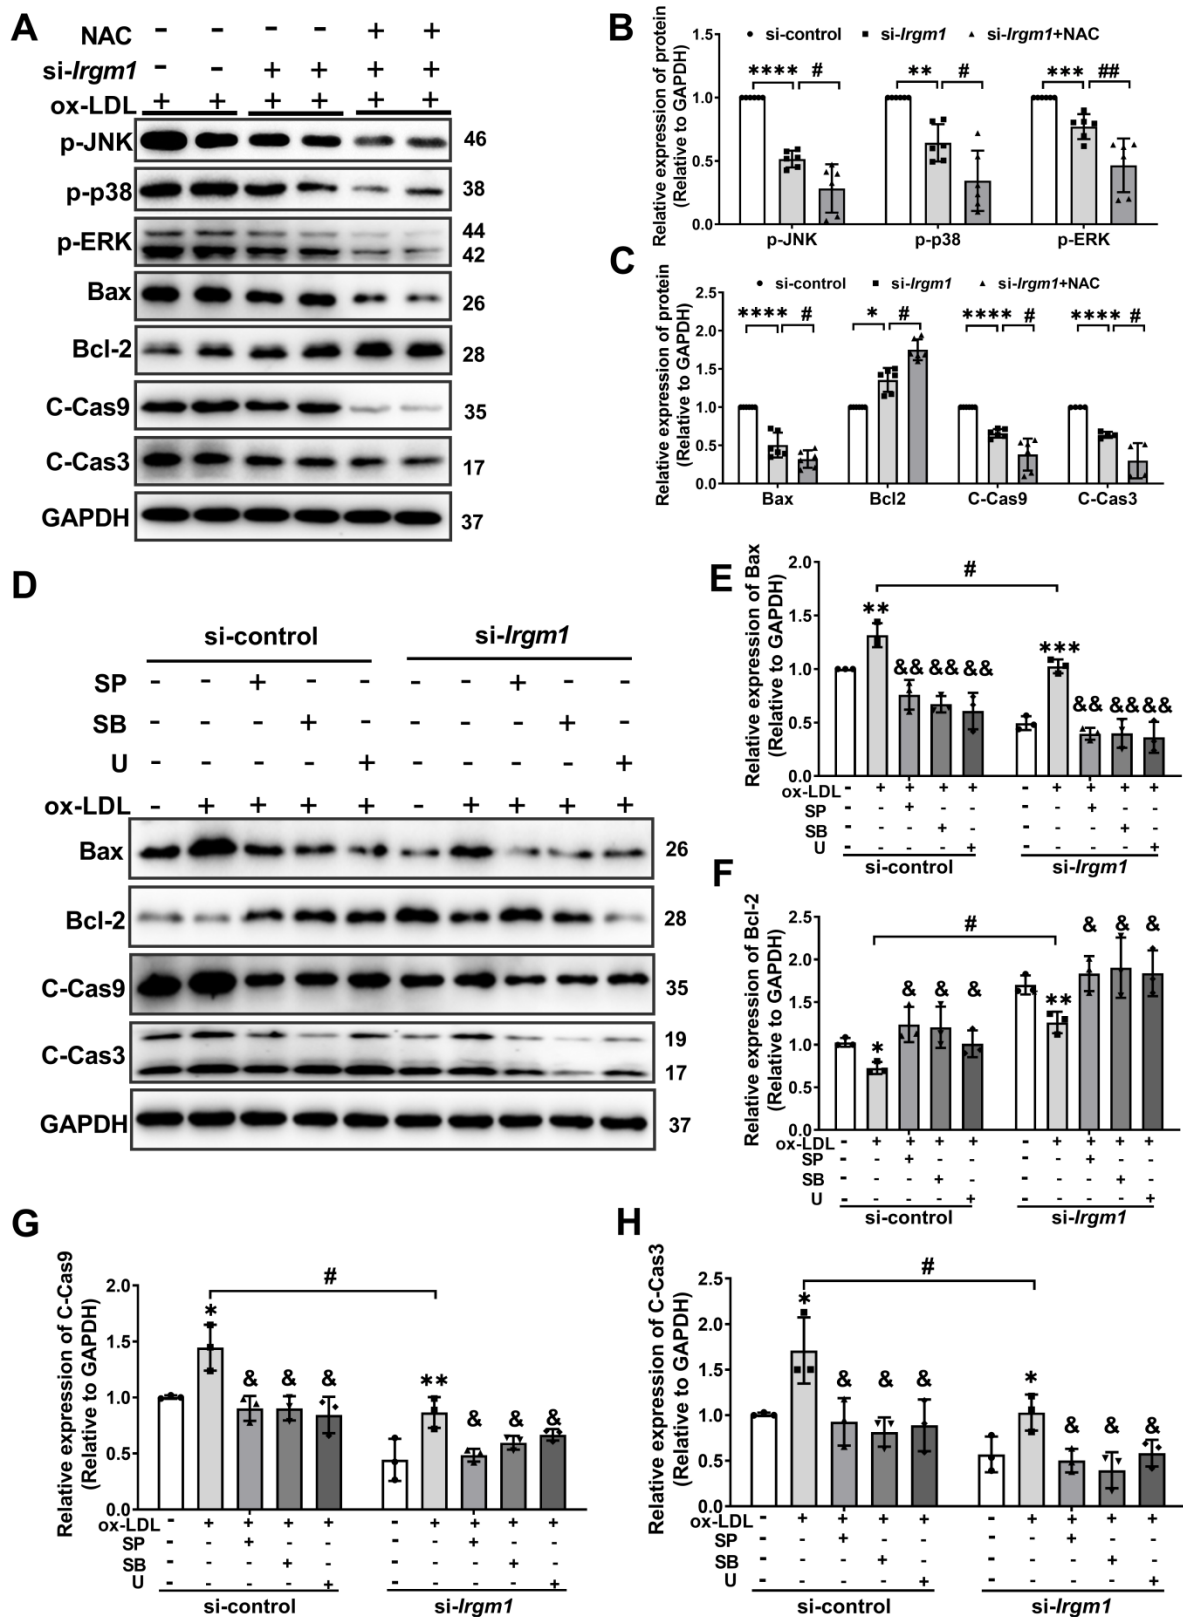 A
NAC - - - - + +
si-Irgm1 - - + + + +
ox-LDL + + + + + +
p-JNK 46
p-p38 38
p-ERK 44
42
Bax 26
Bcl-2 28
C-Cas9 35
C-Cas3 17
GAPDH 37
B
Relative expression of protein
(Relative to GAPDH)
si-control si-Irgm1 si-Irgm1+NAC
1.5
1.0
0.5
0.0
**** # ** # *** ##
p-JNK p-p38 p-ERK
C
Relative expression of protein
(Relative to GAPDH)
si-control si-Irgm1 si-Irgm1+NAC
2.5
2.0
1.5
1.0
0.5
0.0
**** # * # **** # **** #
Bax Bcl2 C-Cas9 C-Cas3
D
si-control si-Irgm1
SP - - + - - - - + - -
SB - - - + - - - - + -
U - - - - + - - - - +
ox-LDL - + + + + - + + + +
Bax 26
Bcl-2 28
C-Cas9 35
C-Cas3 19
17
GAPDH 37
E
Relative expression of Bax
(Relative to GAPDH)
2.0
1.5
1.0
0.5
0.0
#
** && && && *** && && &&
ox-LDL - + + + + - + + + +
SP - - + - - - - + - -
SB - - - + - - - - + -
U - - - - + - - - - +
si-control si-Irgm1
F
Relative expression of Bcl-2
(Relative to GAPDH)
2.5
2.0
1.5
1.0
0.5
0.0
#
* & & & ** & & &
ox-LDL - + + + + - + + + +
SP - - + - - - - + - -
SB - - - + - - - - + -
U - - - - + - - - - +
si-control si-Irgm1
G
Relative expression of C-Cas9
(Relative to GAPDH)
2.0
1.5
1.0
0.5
0.0
#
* & & & ** & & &
ox-LDL - + + + + - + + + +
SP - - + - - - - + - -
SB - - - + - - - - + -
U - - - - + - - - - +
si-control si-Irgm1
H
Relative expression of C-Cas3
(Relative to GAPDH)
2.5
2.0
1.5
1.0
0.5
0.0
#
* & & & * & & &
ox-LDL - + + + + - + + + +
SP - - + - - - - + - -
SB - - - + - - - - + -
U - - - - + - - - - +
si-control si-Irgm1